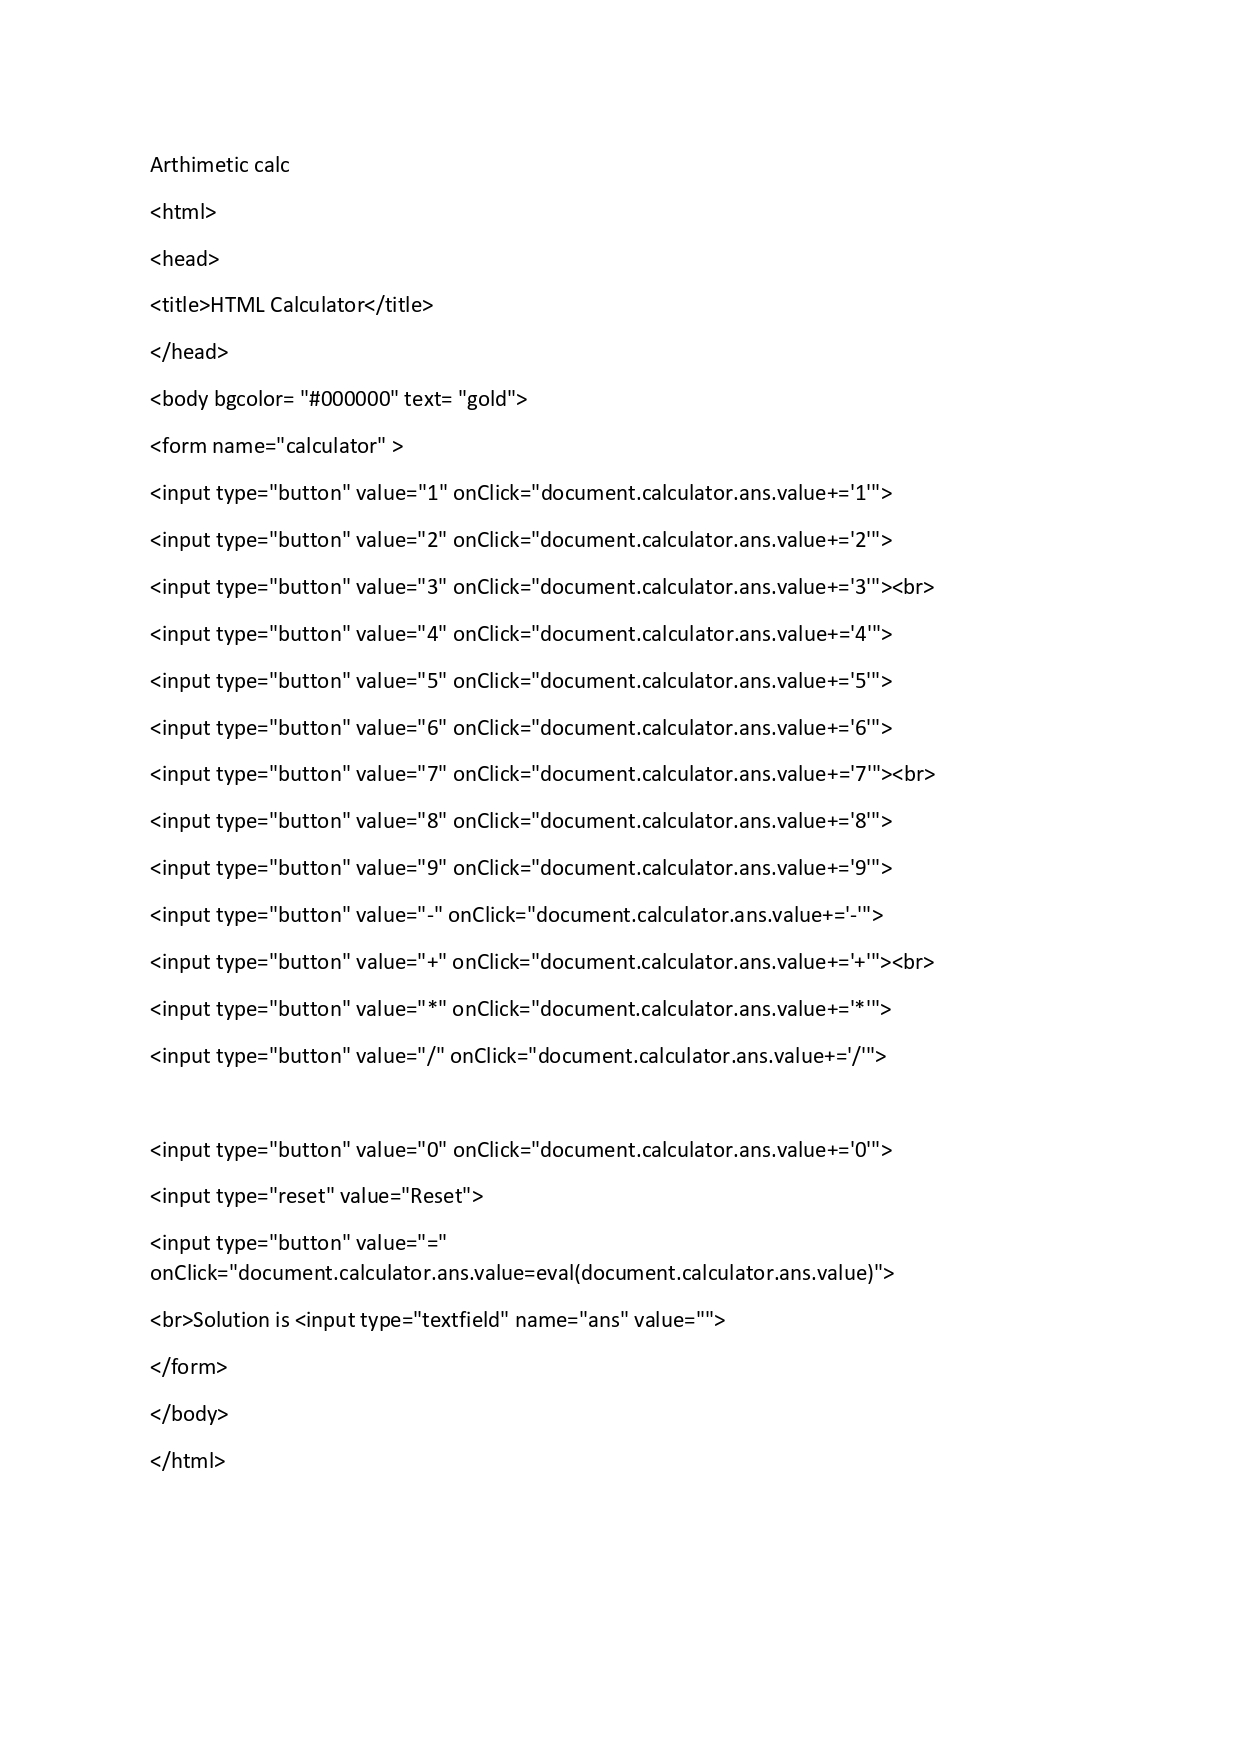 Arthimetic calc
<html>
<head>
<title>HTML Calculator</title>
</head>
<body bgcolor= "#000000" text= "gold">
<form name="calculator" >
<input type="button" value="1" onClick="document.calculator.ans.value+='1'">
<input type="button" value="2" onClick="document.calculator.ans.value+='2'">
<input type="button" value="3" onClick="document.calculator.ans.value+='3'"><br>
<input type="button" value="4" onClick="document.calculator.ans.value+='4'">
<input type="button" value="5" onClick="document.calculator.ans.value+='5'">
<input type="button" value="6" onClick="document.calculator.ans.value+='6'">
<input type="button" value="7" onClick="document.calculator.ans.value+='7'"><br>
<input type="button" value="8" onClick="document.calculator.ans.value+='8'">
<input type="button" value="9" onClick="document.calculator.ans.value+='9'">
<input type="button" value="-" onClick="document.calculator.ans.value+='-'">
<input type="button" value="+" onClick="document.calculator.ans.value+='+'"><br>
<input type="button" value="*" onClick="document.calculator.ans.value+='*'">
<input type="button" value="/" onClick="document.calculator.ans.value+='/'">
<input type="button" value="0" onClick="document.calculator.ans.value+='0'">
<input type="reset" value="Reset">
<input type="button" value="="
onClick="document.calculator.ans.value=eval(document.calculator.ans.value)">
<br>Solution is <input type="textfield" name="ans" value="">
</form>
</body>
</html>